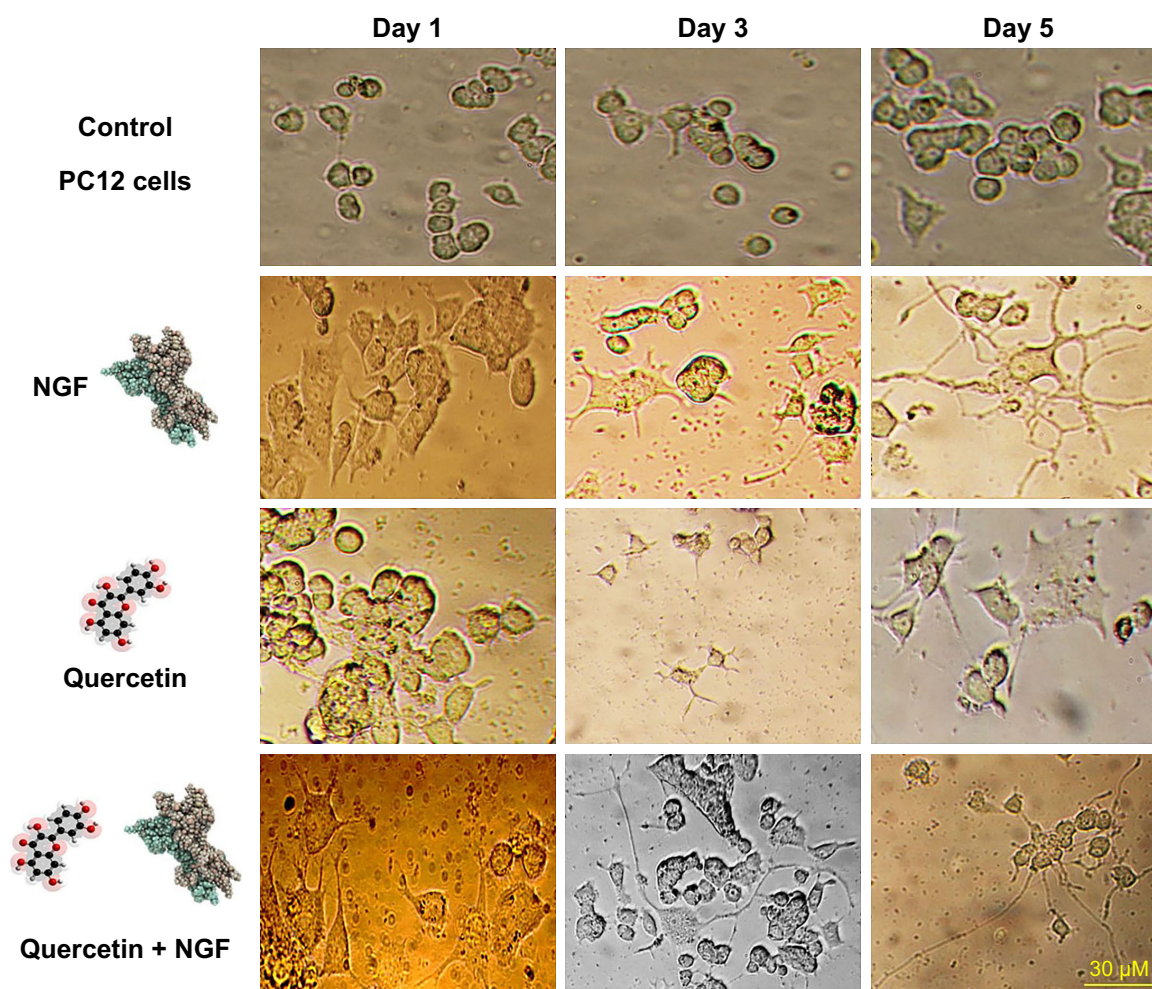 Day 1
Day 3
Day 5
Control
PC12 cells
NGF
Quercetin
Quercetin + NGF
30 µM